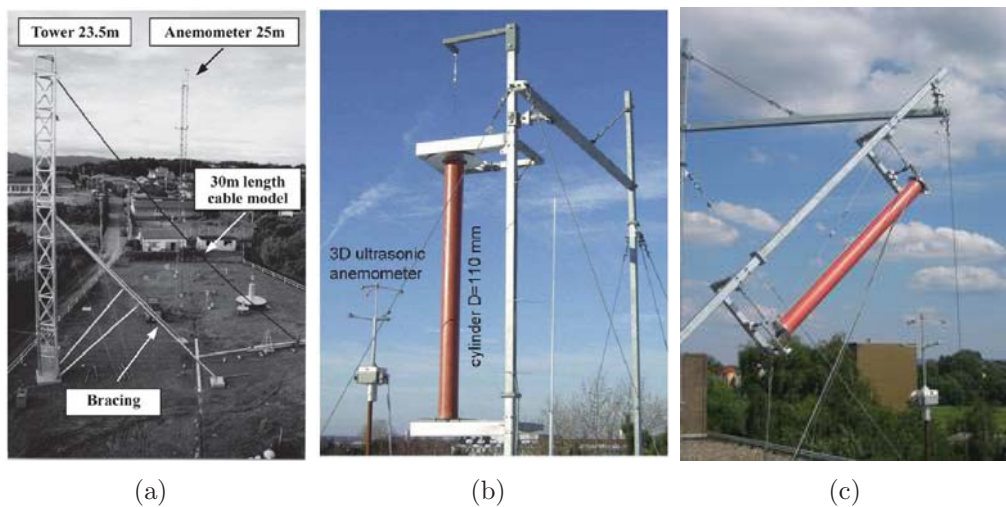 Tower 23.5m
Anemometer 25m
30m length
cable model
Bracing
3D ultrasonic
anemometer
cylinder D=110 mm
(a)
(b)
(c)